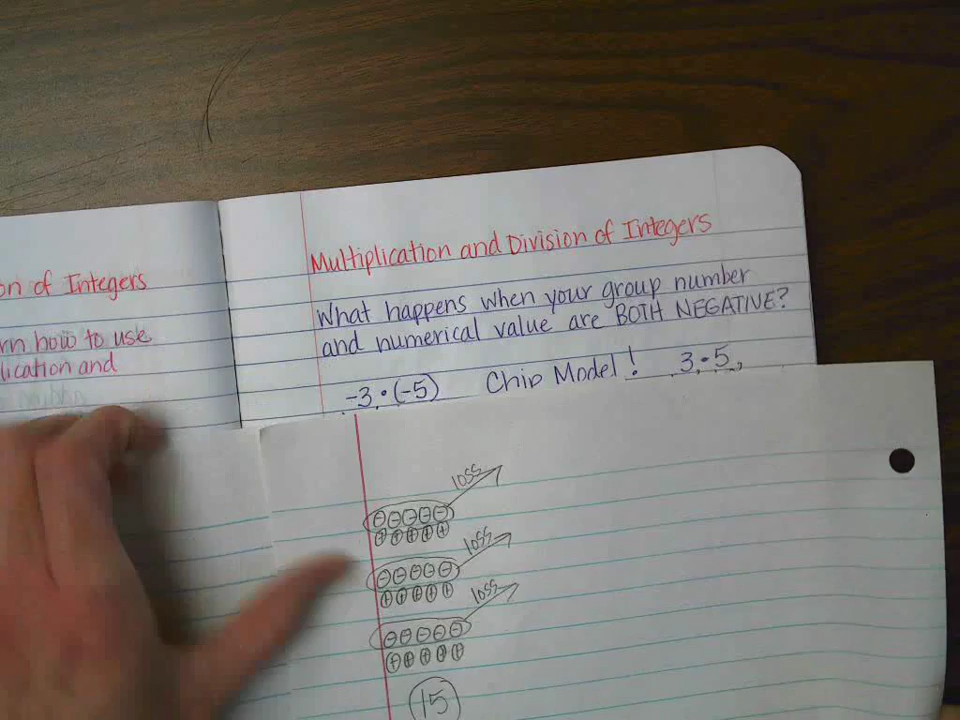 on of Integers
rn how to use
lication and
Multiplication and Division of Integers
What happens when your group number
and numerical value are BOTH NEGATIVE?
-3 • (-5) Chip Model! 3 • 5
loss
⊖⊖⊖⊖⊖
⊕⊕⊕⊕⊕
loss
⊖⊖⊖⊖⊖
⊕⊕⊕⊕⊕
loss
⊖⊖⊖⊖⊖
⊕⊕⊕⊕⊕
15